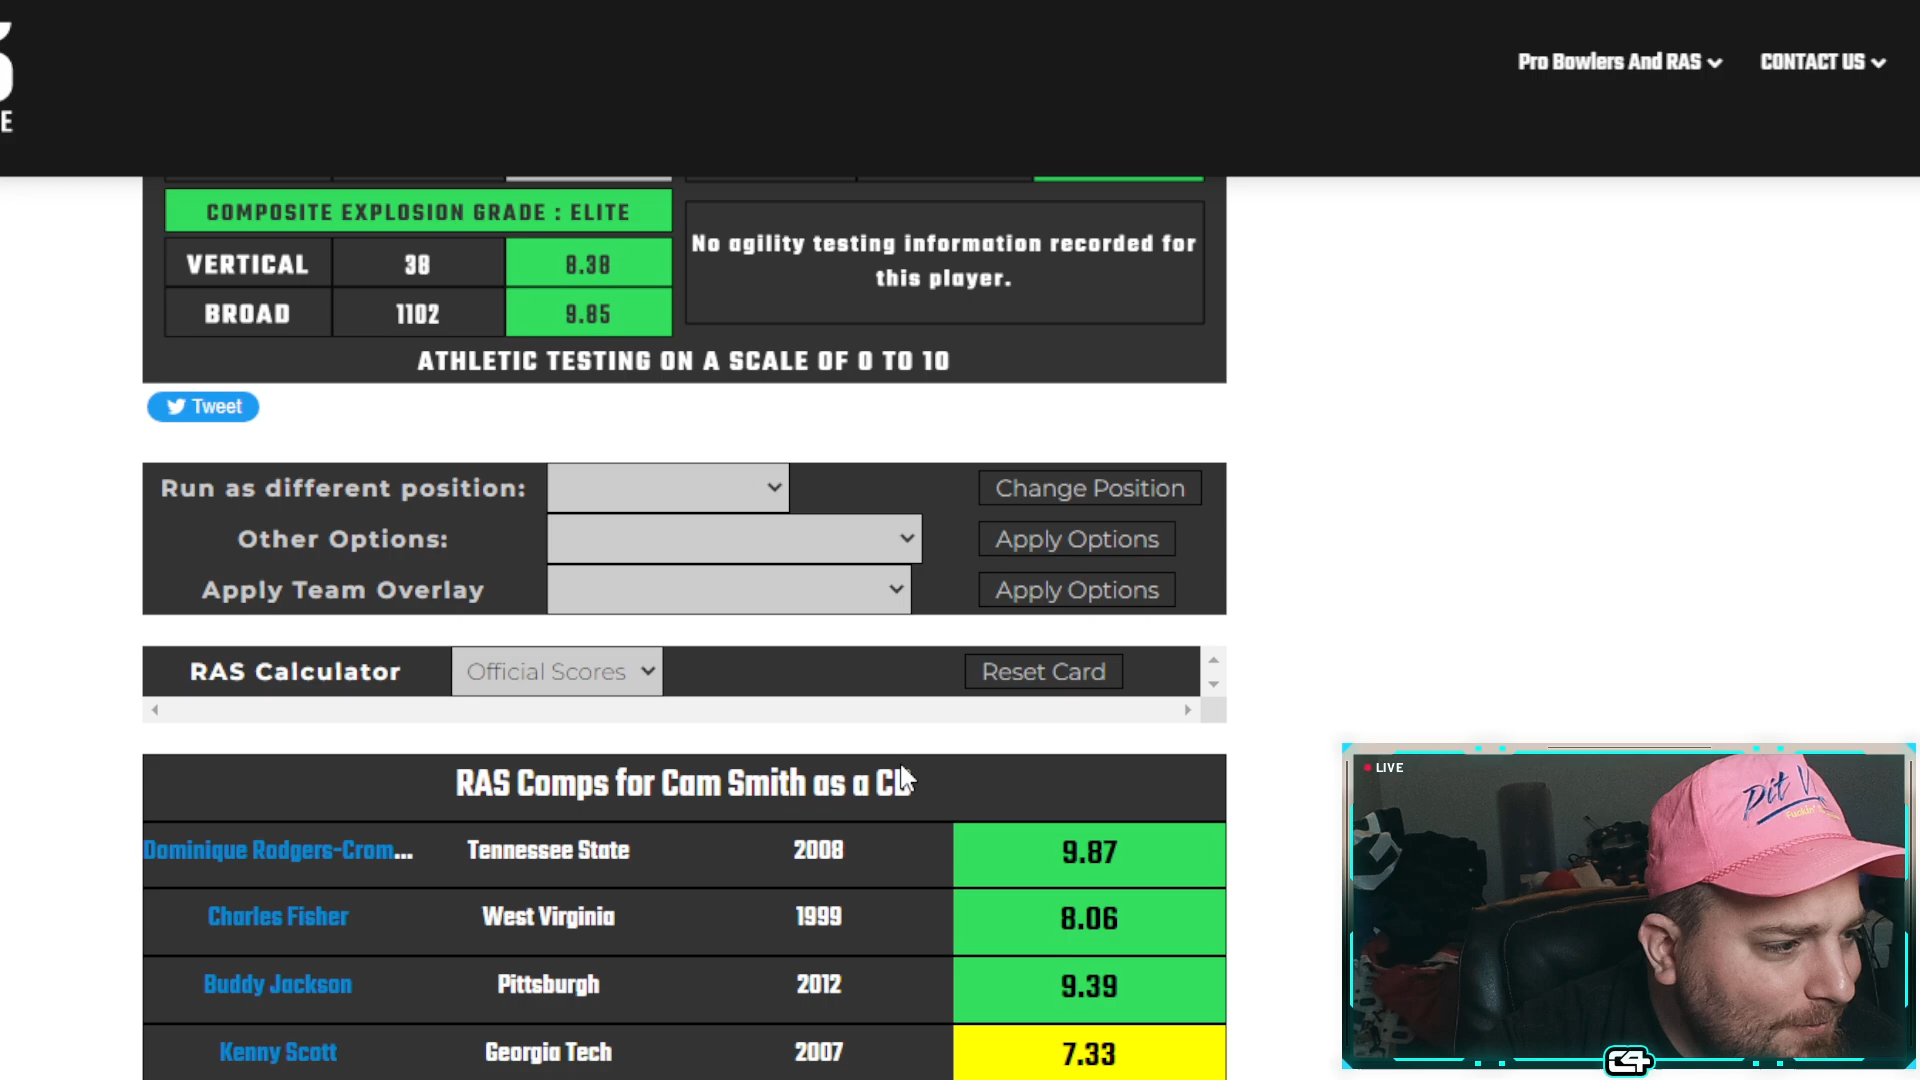 E
Pro Bowlers And RAS
CONTACT US
COMPOSITE EXPLOSION GRADE : ELITE
VERTICAL 38 8.38
BROAD 1102 9.85
No agility testing information recorded for
this player.
ATHLETIC TESTING ON A SCALE OF 0 TO 10
Tweet
Run as different position: Change Position
Other Options: Apply Options
Apply Team Overlay Apply Options
RAS Calculator Official Scores Reset Card
RAS Comps for Cam Smith as a
Dominique Rodgers-Crom... Tennessee State 2008 9.87
Charles Fisher West Virginia 1999 8.06
Buddy Jackson Pittsburgh 2012 9.39
Kenny Scott Georgia Tech 2007 7.33
LIVE
Pit